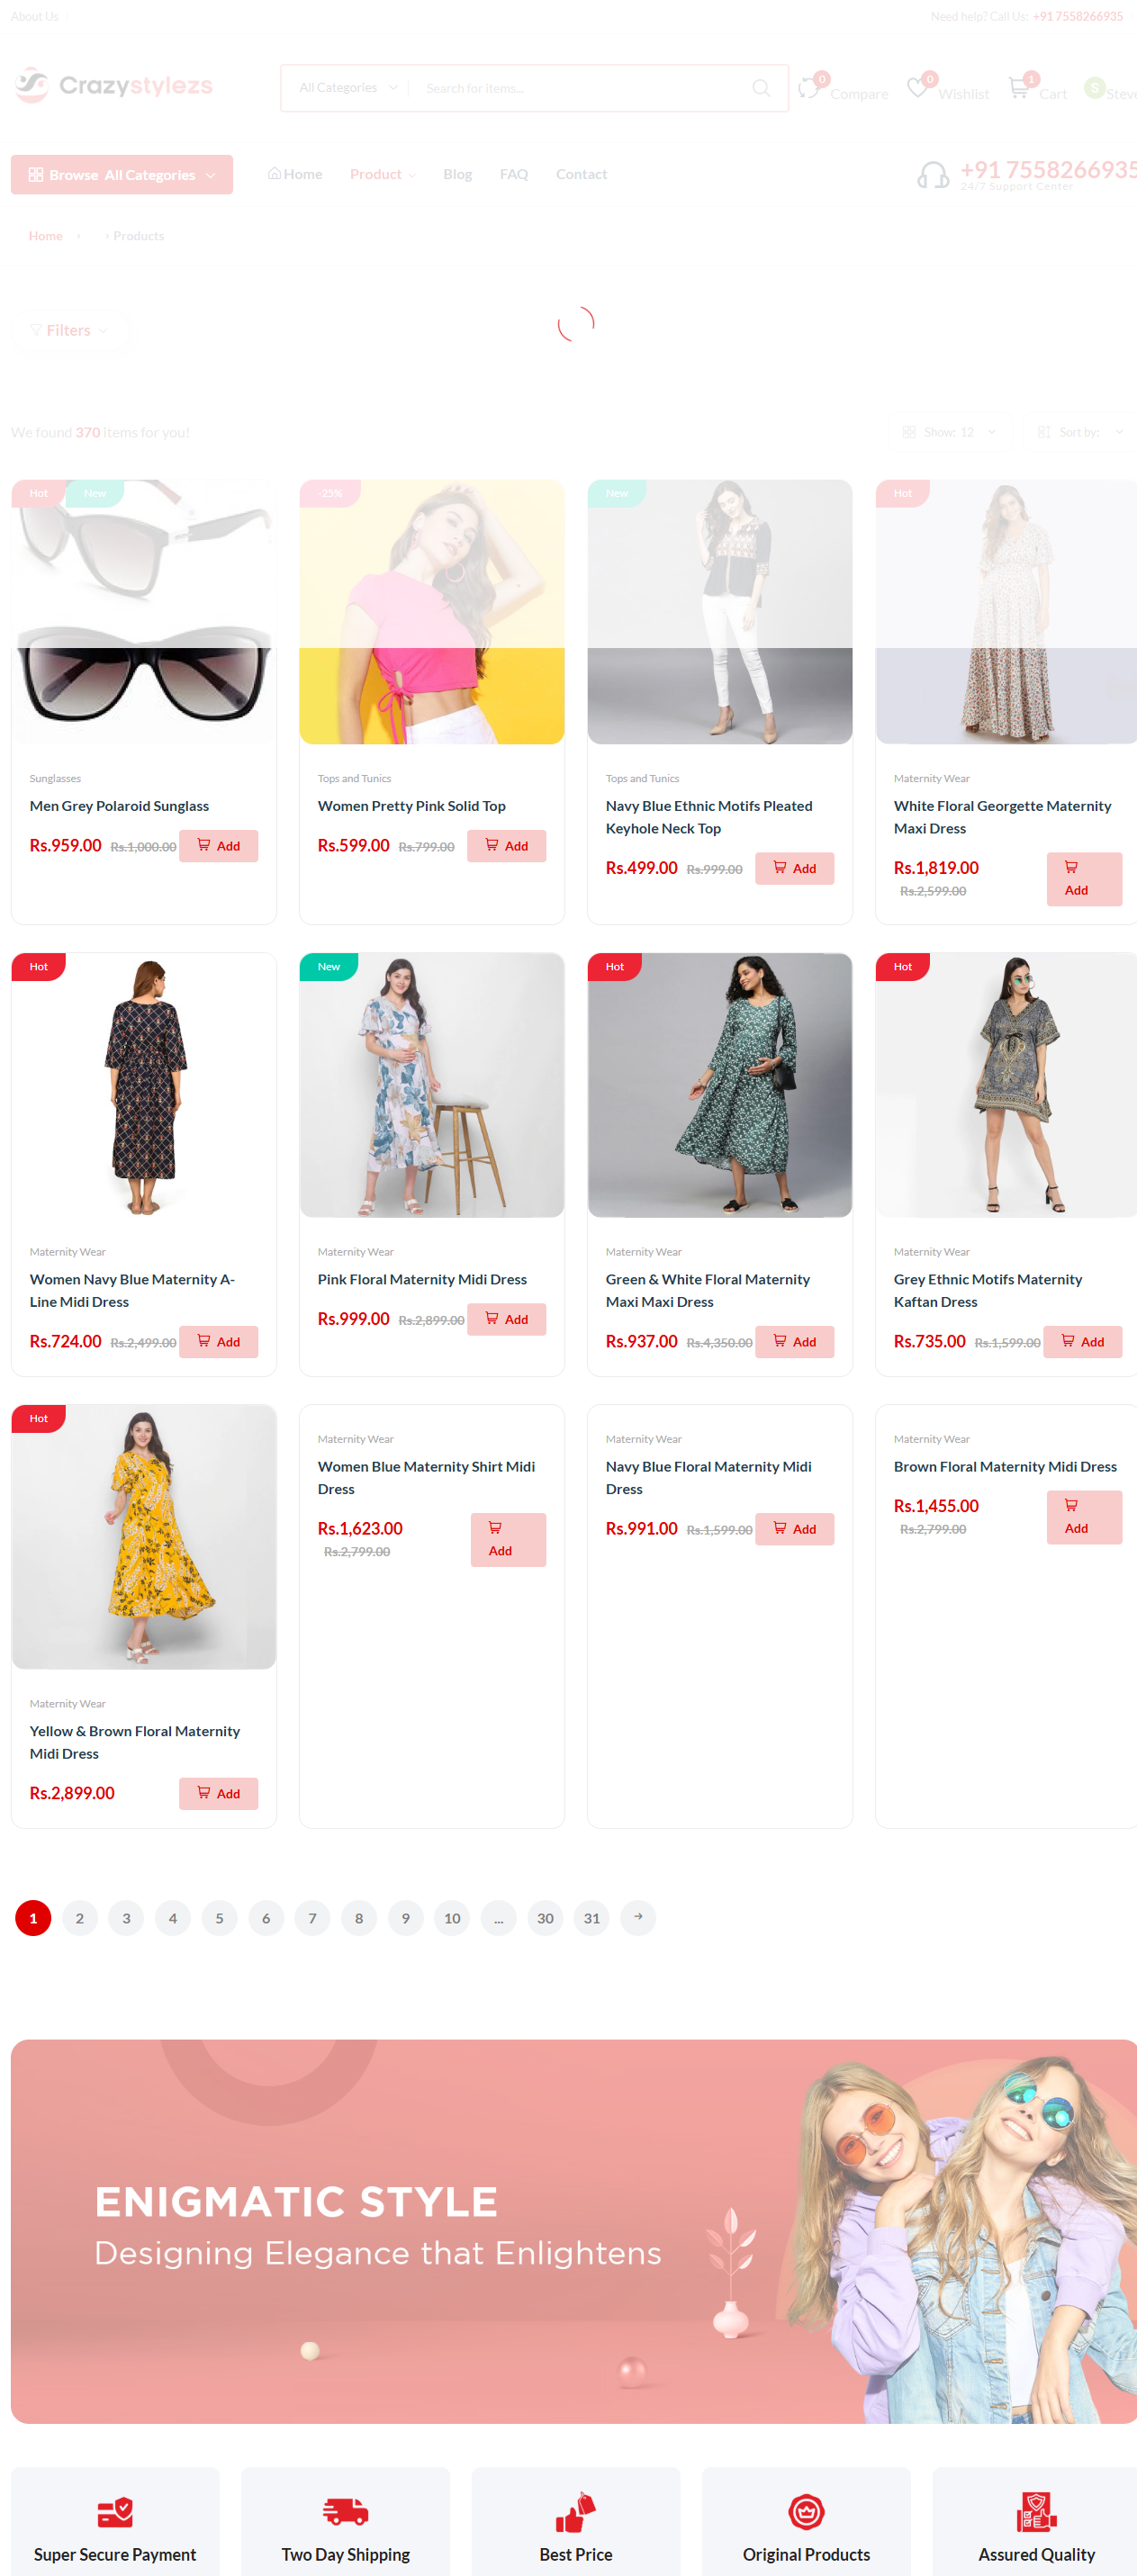 About Us
Need help? Call Us: +91 7558266935
Crazystylezs
All Categories
Search for items...
0
Compare
0
Wishlist
1
Cart
S
Steve
Browse All Categories
Home
Product
Blog
FAQ
Contact
+91 7558266935
24/7 Support Center
Home
Products
Filters
We found 370 items for you!
Show: 12
Sort by:
Hot
New
-25%
New
Hot
Sunglasses
Tops and Tunics
Tops and Tunics
Maternity Wear
Men Grey Polaroid Sunglass
Women Pretty Pink Solid Top
Navy Blue Ethnic Motifs Pleated
Keyhole Neck Top
White Floral Georgette Maternity
Maxi Dress
Rs.959.00 Rs.1,000.00 Add
Rs.599.00 Rs.799.00 Add
Rs.499.00 Rs.999.00 Add
Rs.1,819.00
Rs.2,599.00
Add
Hot
New
Hot
Hot
Maternity Wear
Maternity Wear
Maternity Wear
Maternity Wear
Women Navy Blue Maternity A-
Line Midi Dress
Pink Floral Maternity Midi Dress
Green & White Floral Maternity
Maxi Maxi Dress
Grey Ethnic Motifs Maternity
Kaftan Dress
Rs.724.00 Rs.2,499.00 Add
Rs.999.00 Rs.2,899.00 Add
Rs.937.00 Rs.4,350.00 Add
Rs.735.00 Rs.1,599.00 Add
Hot
Maternity Wear
Yellow & Brown Floral Maternity
Midi Dress
Rs.2,899.00 Add
Maternity Wear
Women Blue Maternity Shirt Midi
Dress
Rs.1,623.00
Rs.2,799.00
Add
Maternity Wear
Navy Blue Floral Maternity Midi
Dress
Rs.991.00 Rs.1,599.00 Add
Maternity Wear
Brown Floral Maternity Midi Dress
Rs.1,455.00
Rs.2,799.00
Add
1 2 3 4 5 6 7 8 9 10 ... 30 31
ENIGMATIC STYLE
Designing Elegance that Enlightens
Super Secure Payment
Two Day Shipping
Best Price
Original Products
Assured Quality